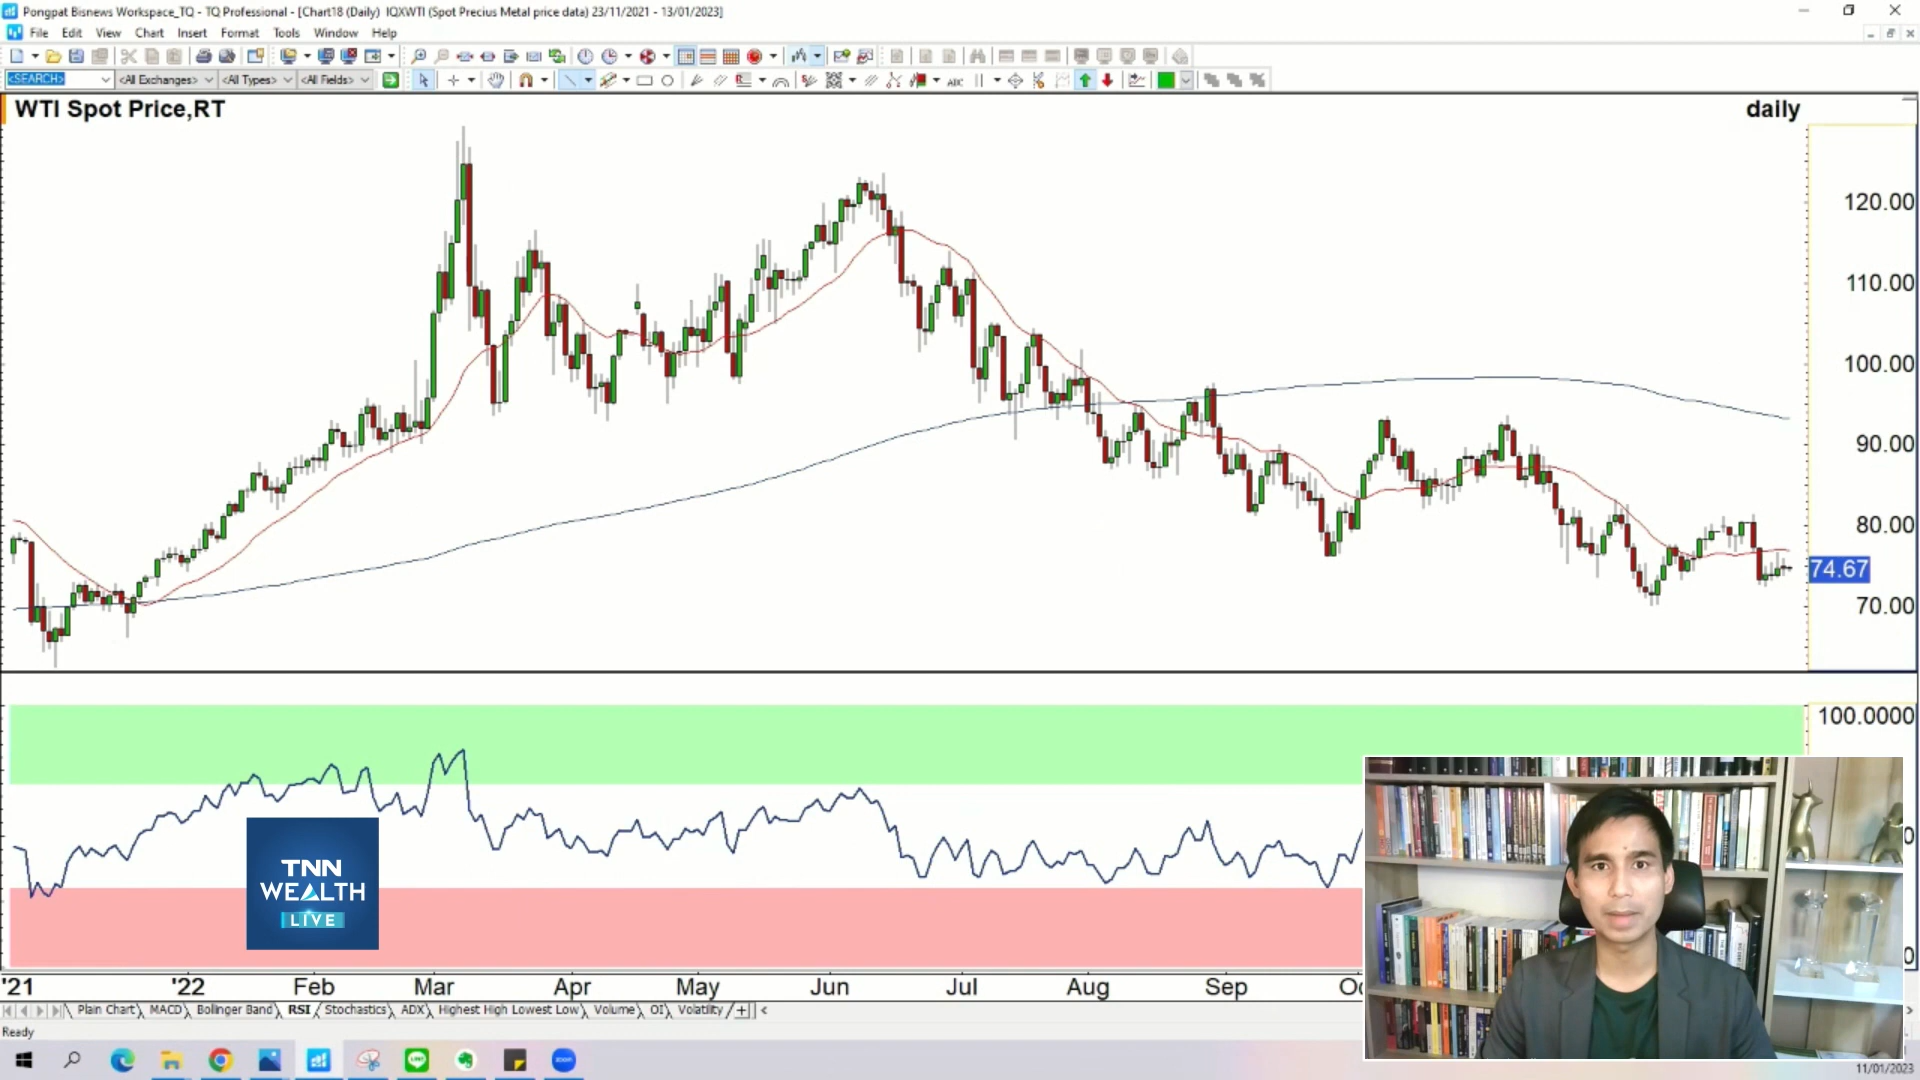 Pongpat Bisnews Workspace_TQ - TQ Professional - [Chart18 (Daily) IQXWTI (Spot Precius Metal price data) 23/11/2021 - 13/01/2023]
File Edit View Chart Insert Format Tools Window Help
<SEARCH> <All Exchanges> <All Types> <All Fields>
ABC
WTI Spot Price,RT
daily
120.00
110.00
100.00
90.00
80.00
74.67
70.00
100.0000
TNN
WEALTH
LIVE
'21 '22 Feb Mar Apr May Jun Jul Aug Sep
Plain Chart MACD Bolinger Band RSI Stochastics ADX Highest High Lowest Low Volume OI Volatility
Ready
LINE
zoom
11/01/2023